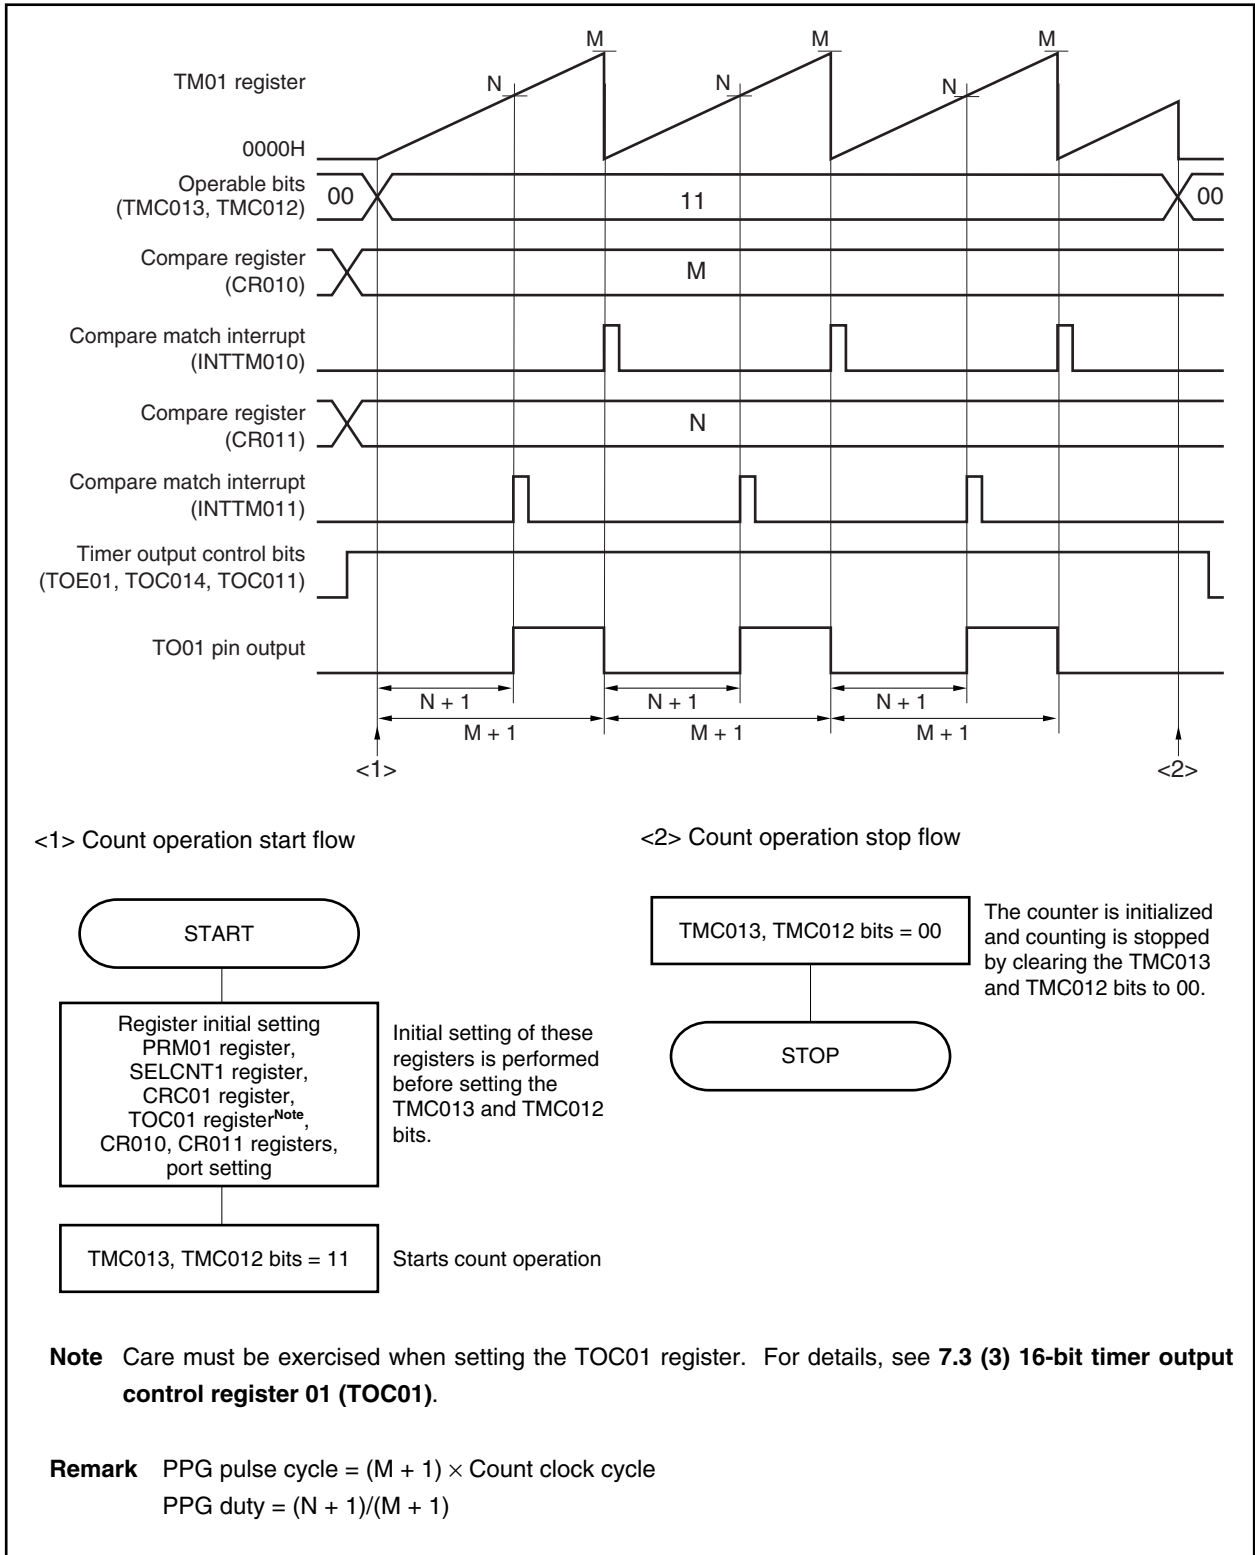 M M M
TM01 register N N N
0000H
Operable bits
(TMC013, TMC012) 00 11 00
Compare register
(CR010) M
Compare match interrupt
(INTTM010)
Compare register
(CR011) N
Compare match interrupt
(INTTM011)
Timer output control bits
(TOE01, TOC014, TOC011)
TO01 pin output
N + 1 N + 1 N + 1
M + 1 M + 1 M + 1
<1> <2>
<1> Count operation start flow
START
Register initial setting
PRM01 register,
SELCNT1 register,
CRC01 register,
TOC01 registerNote,
CR010, CR011 registers,
port setting
Initial setting of these
registers is performed
before setting the
TMC013 and TMC012
bits.
TMC013, TMC012 bits = 11
Starts count operation
<2> Count operation stop flow
TMC013, TMC012 bits = 00
The counter is initialized
and counting is stopped
by clearing the TMC013
and TMC012 bits to 00.
STOP
Note Care must be exercised when setting the TOC01 register. For details, see 7.3 (3) 16-bit timer output
control register 01 (TOC01).
Remark PPG pulse cycle = (M + 1) × Count clock cycle
PPG duty = (N + 1)/(M + 1)